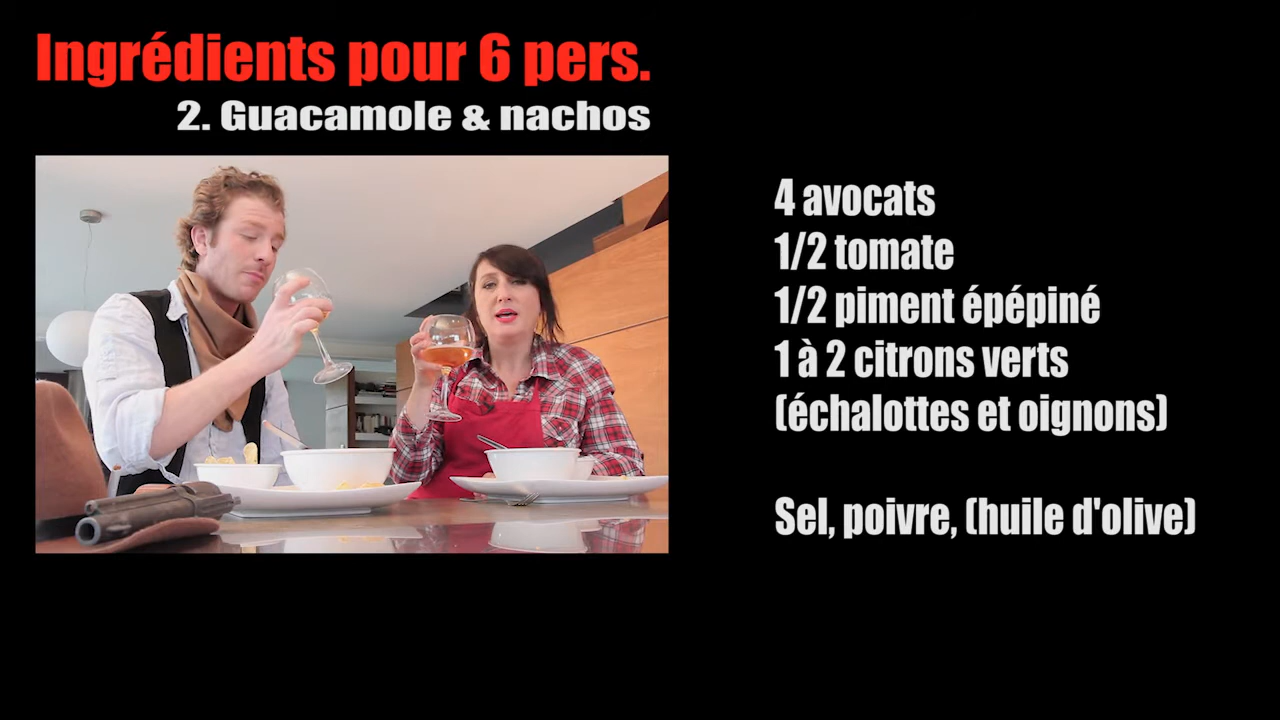 Ingrédients pour 6 pers.
2. Guacamole & nachos
4 avocats
1/2 tomate
1/2 piment épépiné
1 à 2 citrons verts
(échalottes et oignons)
Sel, poivre, (huile d'olive)